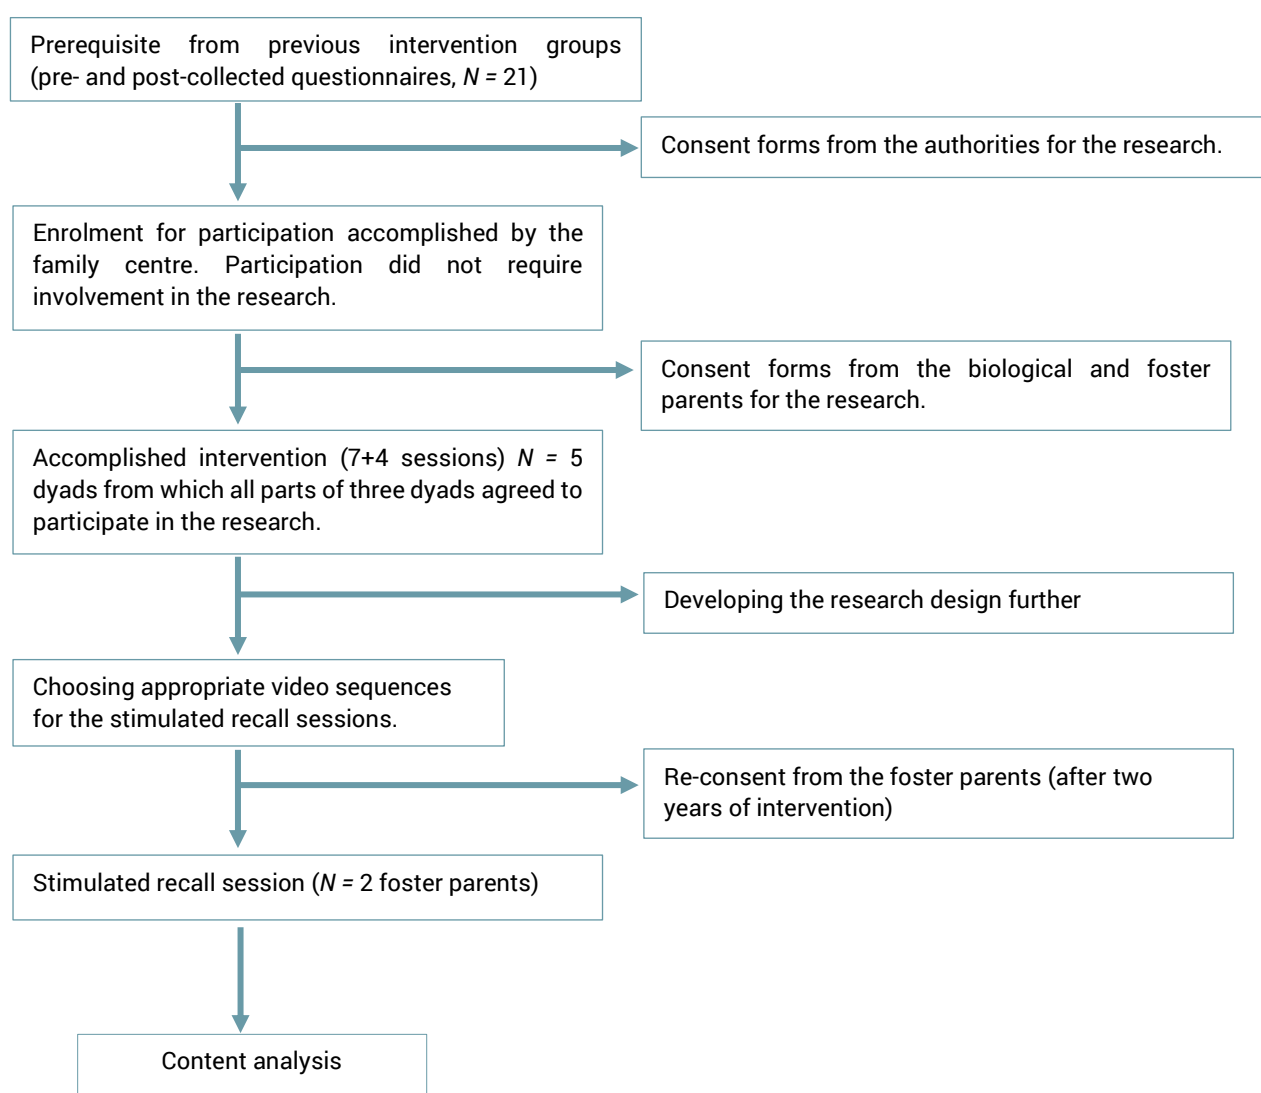 Prerequisite from previous intervention groups
(pre- and post-collected questionnaires, N = 21)
Consent forms from the authorities for the research.
Enrolment for participation accomplished by the
family centre. Participation did not require
involvement in the research.
Consent forms from the biological and foster
parents for the research.
Accomplished intervention (7+4 sessions) N = 5
dyads from which all parts of three dyads agreed to
participate in the research.
Developing the research design further
Choosing appropriate video sequences
for the stimulated recall sessions.
Re-consent from the foster parents (after two
years of intervention)
Stimulated recall session (N = 2 foster parents)
Content analysis